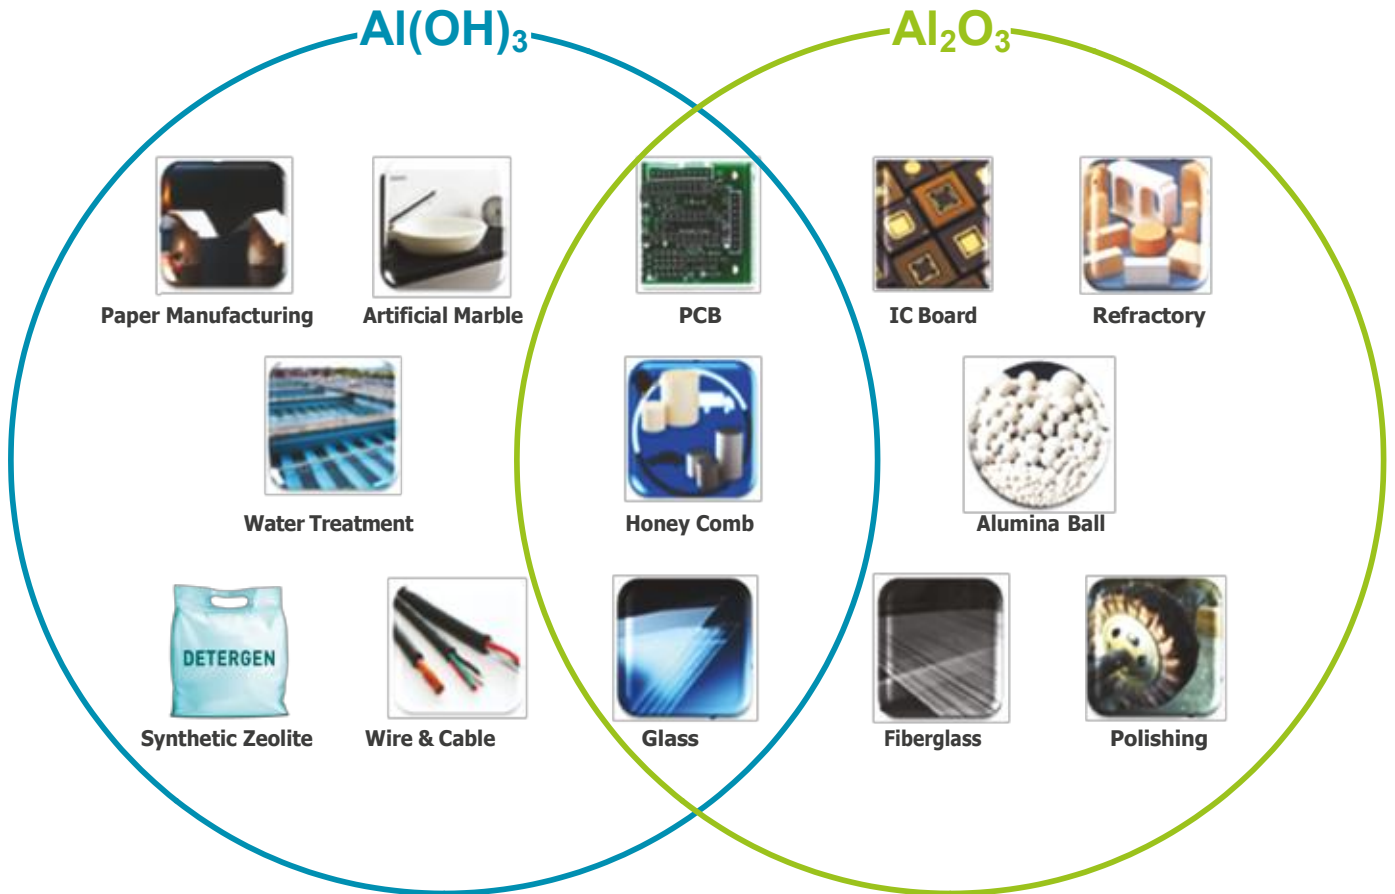 Al(OH)₃
Al₂O₃
Paper Manufacturing
Artificial Marble
PCB
IC Board
Refractory
Water Treatment
Honey Comb
Alumina Ball
DETERGEN
Synthetic Zeolite
Wire & Cable
Glass
Fiberglass
Polishing